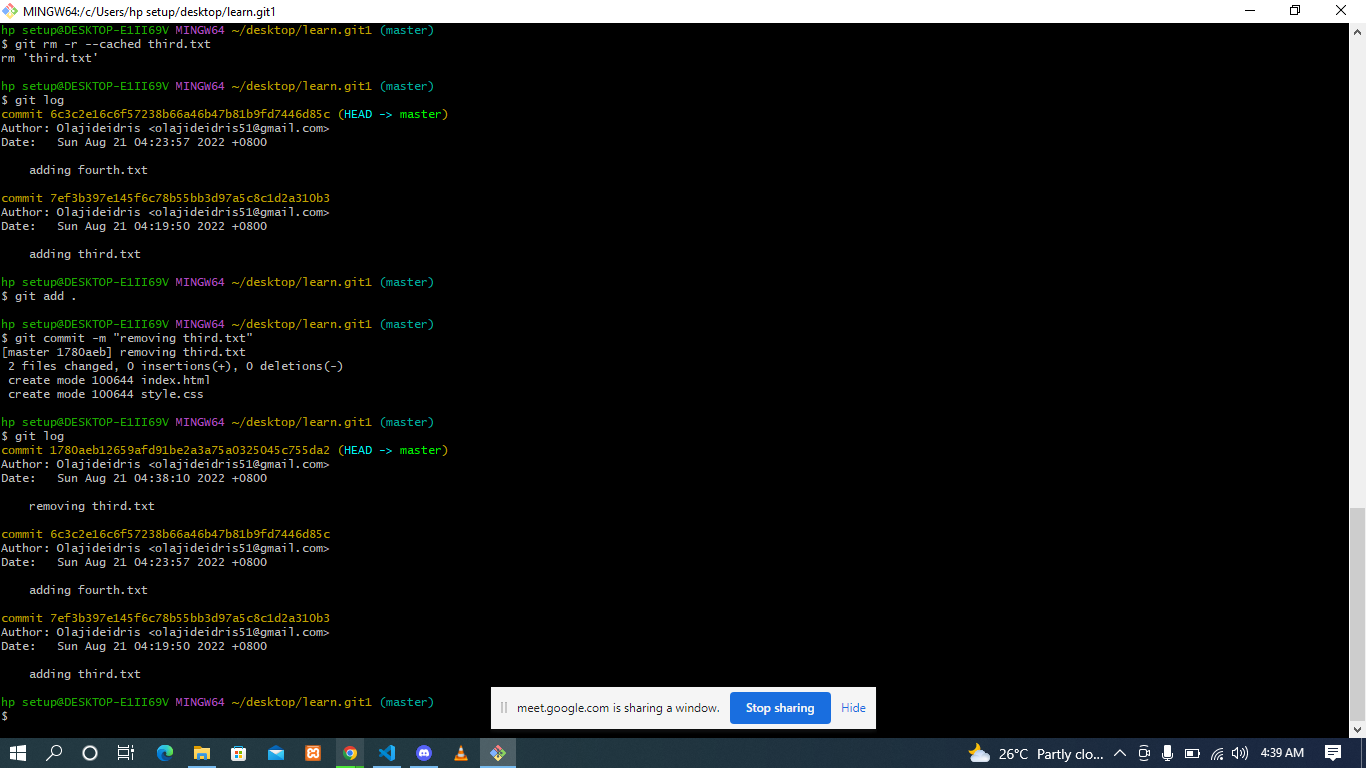 MINGW64:/c/Users/hp setup/desktop/learn.git1
hp setup@DESKTOP-E1II69V MINGW64 ~/desktop/learn.git1 (master)
$ git rm -r --cached third.txt
rm 'third.txt'
hp setup@DESKTOP-E1II69V MINGW64 ~/desktop/learn.git1 (master)
$ git log
commit 6c3c2e16c6f57238b66a46b47b81b9fd7446d85c (HEAD -> master)
Author: Olajideidris <olajideidris51@gmail.com>
Date:   Sun Aug 21 04:23:57 2022 +0800
    adding fourth.txt
commit 7ef3b397e145f6c78b55bb3d97a5c8c1d2a310b3
Author: Olajideidris <olajideidris51@gmail.com>
Date:   Sun Aug 21 04:19:50 2022 +0800
    adding third.txt
hp setup@DESKTOP-E1II69V MINGW64 ~/desktop/learn.git1 (master)
$ git add .
hp setup@DESKTOP-E1II69V MINGW64 ~/desktop/learn.git1 (master)
$ git commit -m "removing third.txt"
[master 1780aeb] removing third.txt
 2 files changed, 0 insertions(+), 0 deletions(-)
 create mode 100644 index.html
 create mode 100644 style.css
hp setup@DESKTOP-E1II69V MINGW64 ~/desktop/learn.git1 (master)
$ git log
commit 1780aeb12659afd91be2a3a75a0325045c755da2 (HEAD -> master)
Author: Olajideidris <olajideidris51@gmail.com>
Date:   Sun Aug 21 04:38:10 2022 +0800
    removing third.txt
commit 6c3c2e16c6f57238b66a46b47b81b9fd7446d85c
Author: Olajideidris <olajideidris51@gmail.com>
Date:   Sun Aug 21 04:23:57 2022 +0800
    adding fourth.txt
commit 7ef3b397e145f6c78b55bb3d97a5c8c1d2a310b3
Author: Olajideidris <olajideidris51@gmail.com>
Date:   Sun Aug 21 04:19:50 2022 +0800
    adding third.txt
hp setup@DESKTOP-E1II69V MINGW64 ~/desktop/learn.git1 (master)
$
meet.google.com is sharing a window. Stop sharing Hide
26°C Partly clo... 4:39 AM